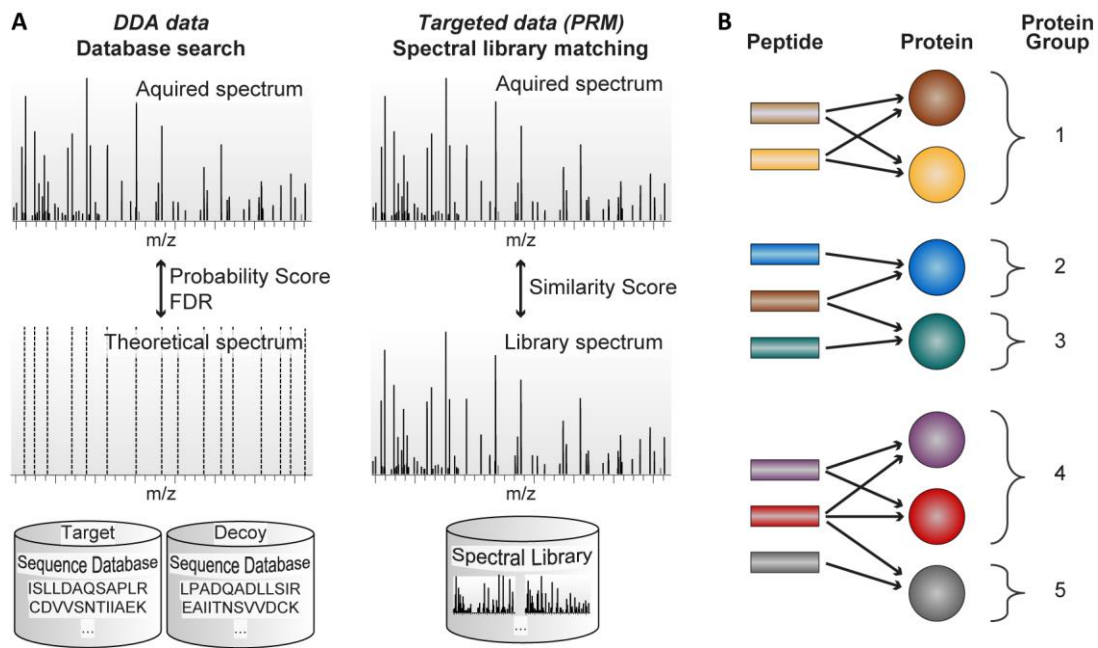 A
DDA data
Database search
Aquired spectrum
m/z
Probability Score
FDR
Theoretical spectrum
m/z
Target
Sequence Database
ISLLDAQSAPLR
CDVVSNTIIAEK
...
Decoy
Sequence Database
LPADQADLLSIR
EAIITNSVVDCK
...
Targeted data (PRM)
Spectral library matching
Aquired spectrum
m/z
Similarity Score
Library spectrum
m/z
Spectral Library
...
B
Peptide
Protein
Protein
Group
1
2
3
4
5